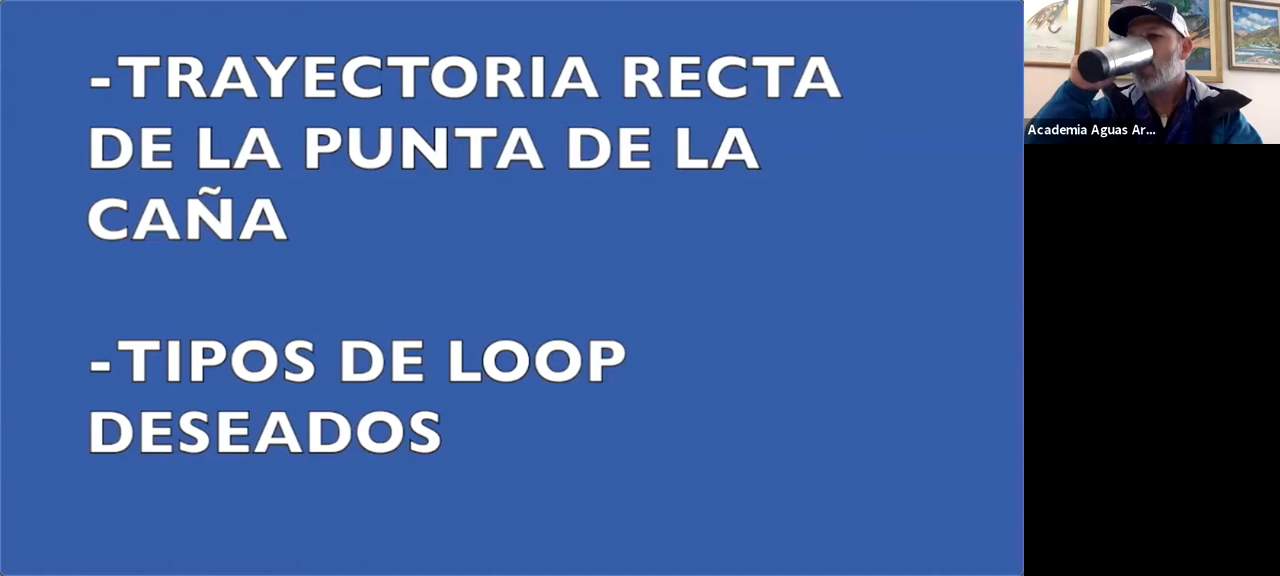 -TRAYECTORIA RECTA
DE LA PUNTA DE LA
CAÑA
-TIPOS DE LOOP
DESEADOS
Academia Aguas Ar...